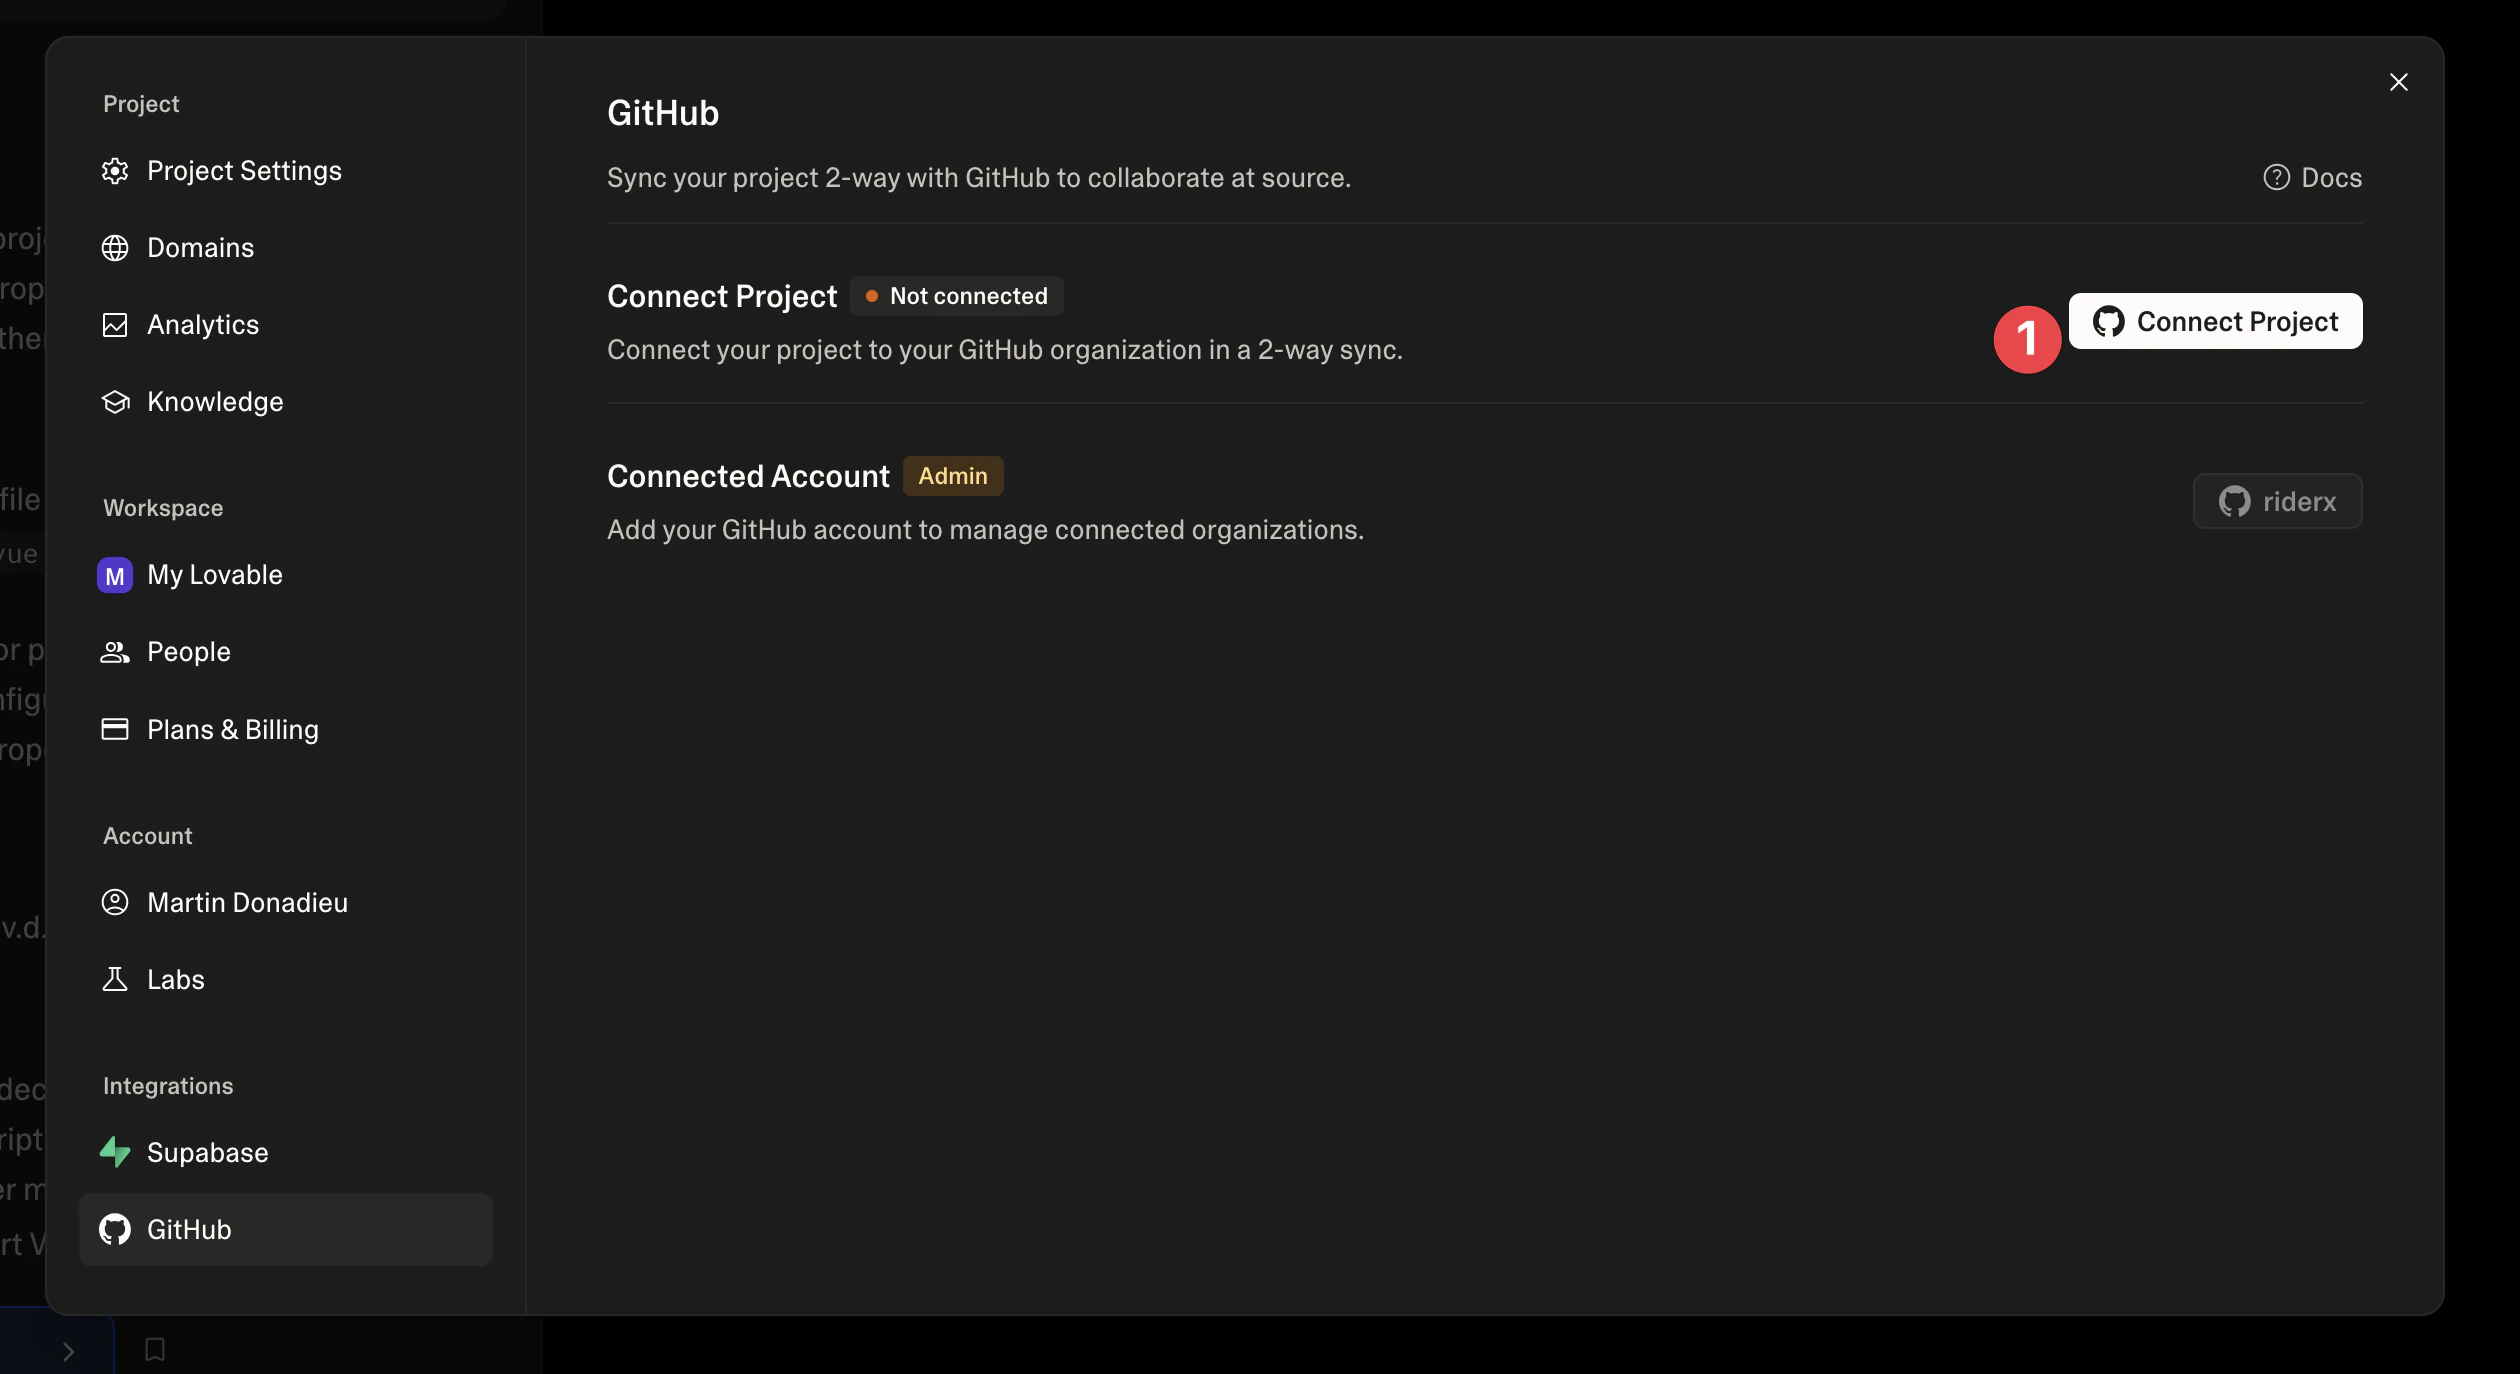 Project
Project Settings
Domains
Analytics
Knowledge
Workspace
M My Lovable
People
Plans & Billing
Account
Martin Donadieu
Labs
Integrations
Supabase
GitHub
GitHub
Sync your project 2-way with GitHub to collaborate at source.
Docs
Connect Project Not connected
Connect your project to your GitHub organization in a 2-way sync.
1 Connect Project
Connected Account Admin
Add your GitHub account to manage connected organizations.
riderx
file
v.d.